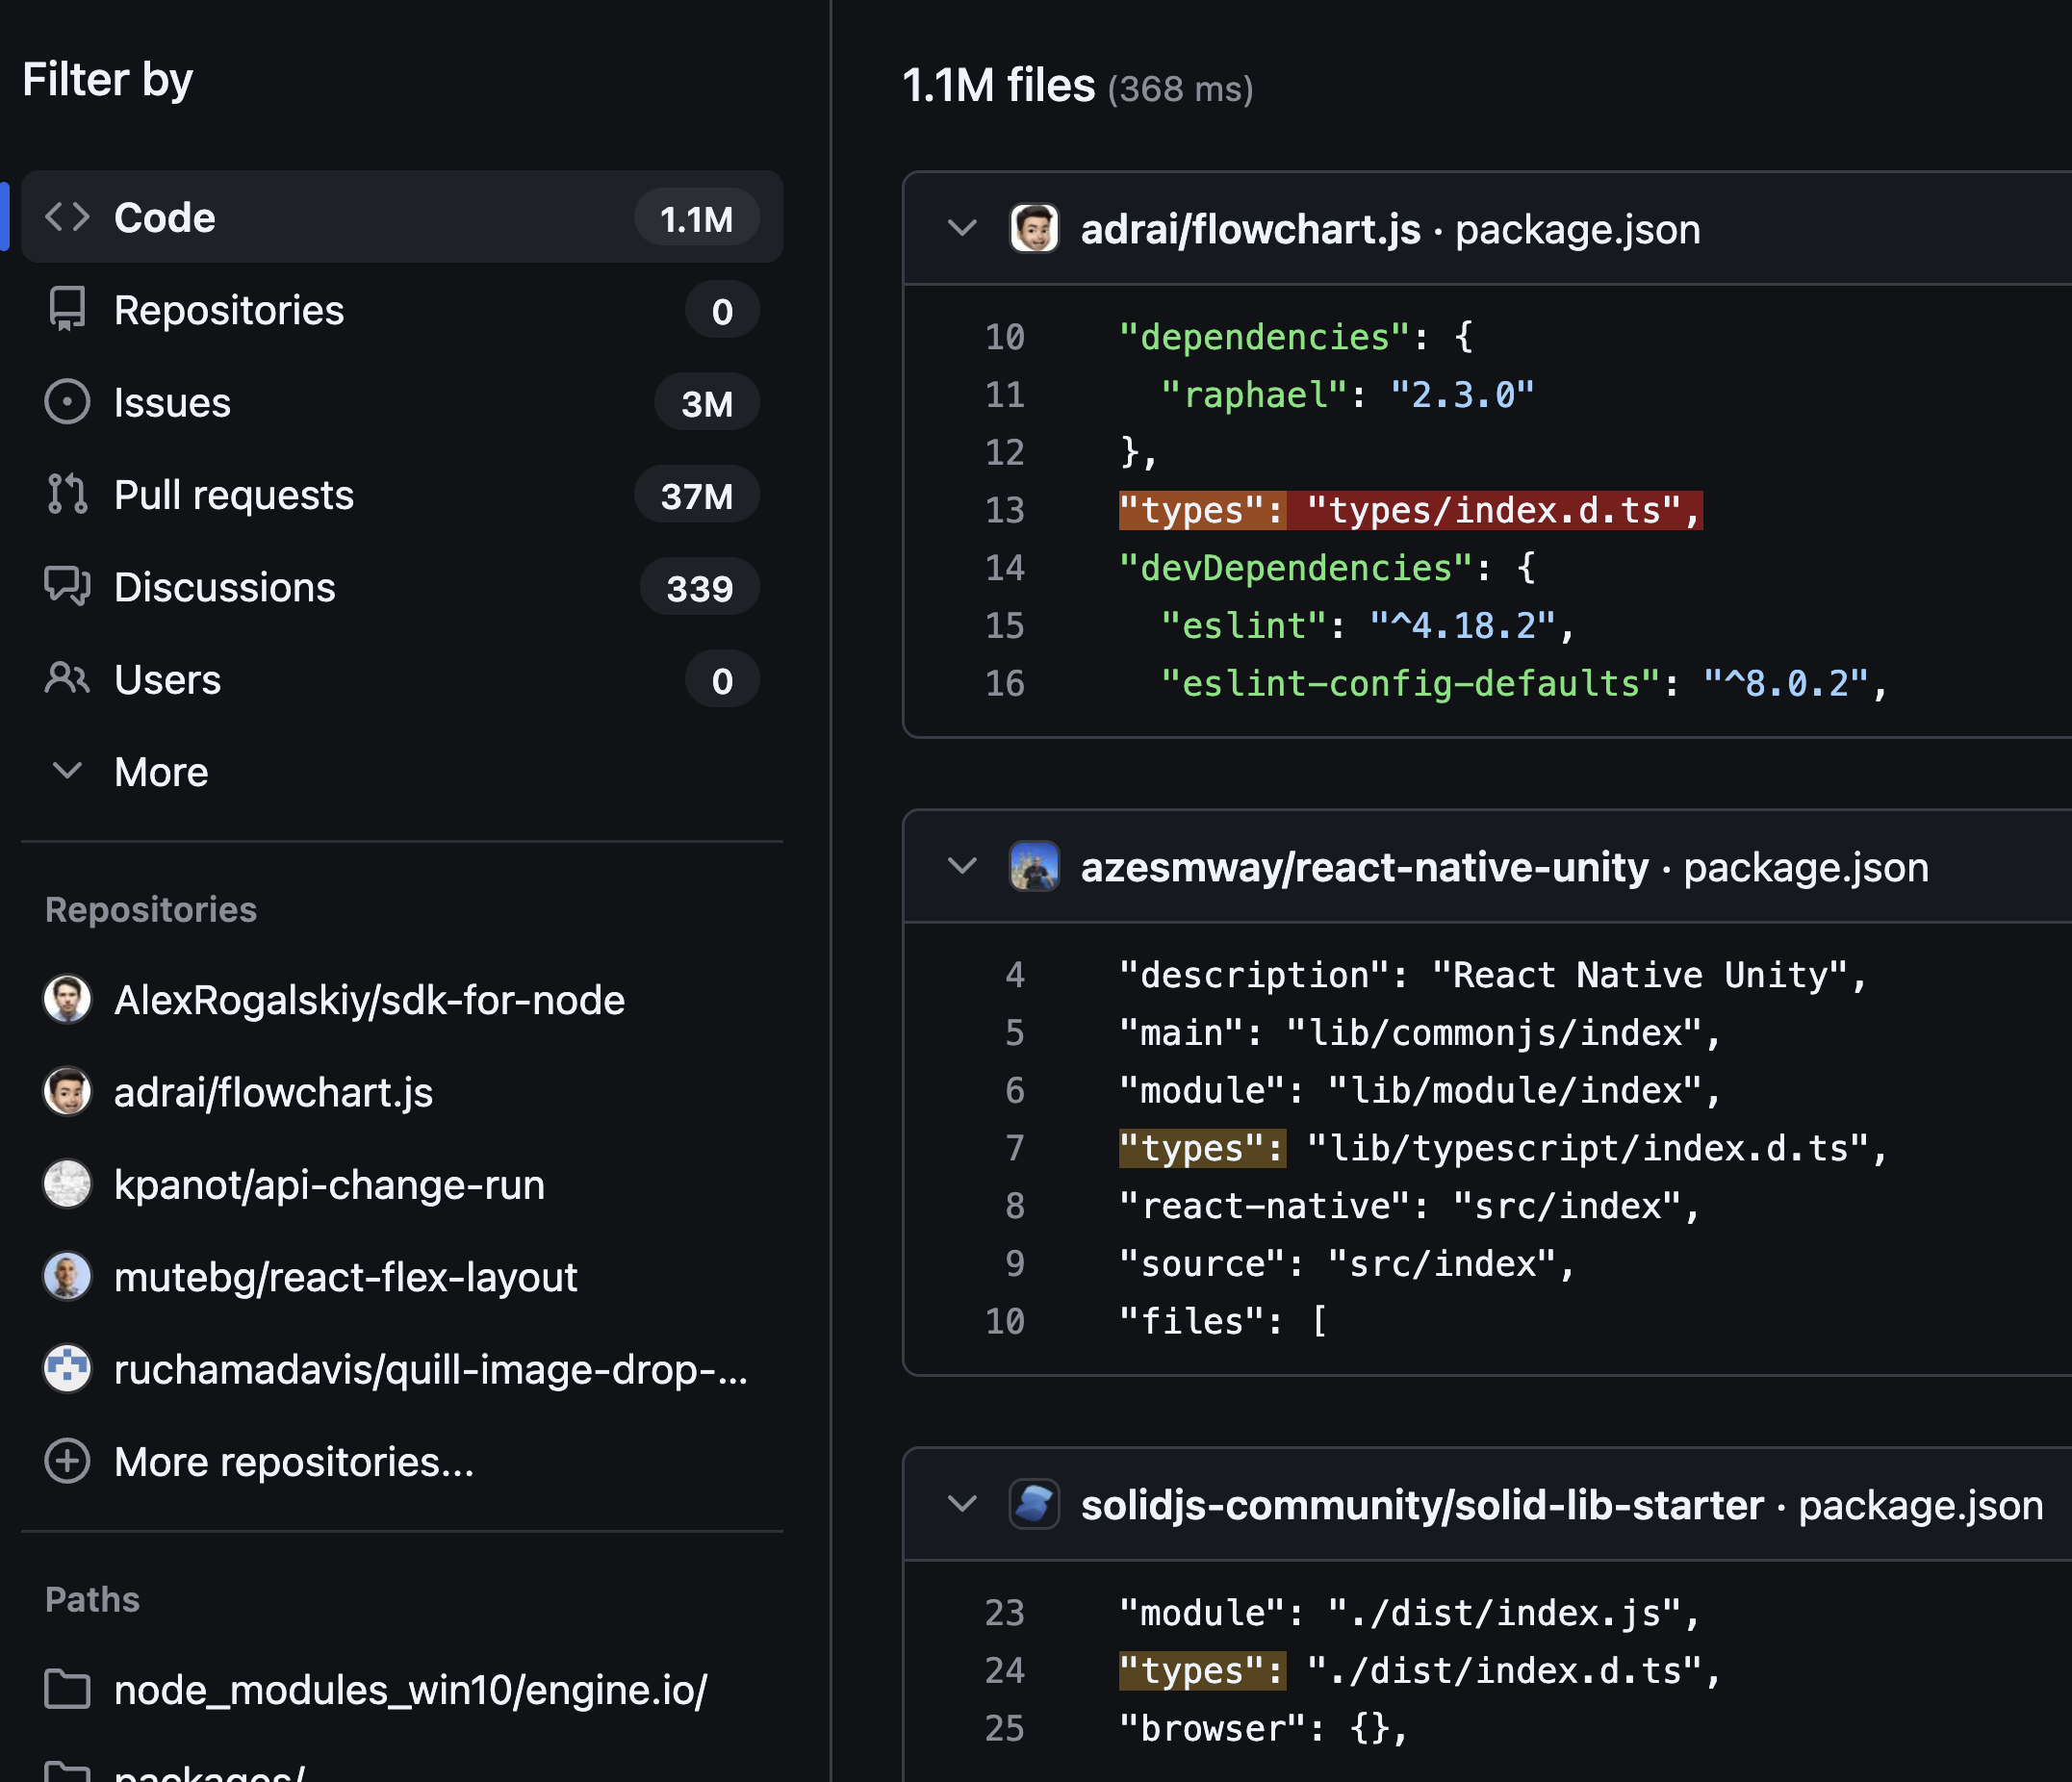 Filter by
Code 1.1M
Repositories 0
Issues 3M
Pull requests 37M
Discussions 339
Users 0
More
Repositories
AlexRogalskiy/sdk-for-node
adrai/flowchart.js
kpanot/api-change-run
mutebg/react-flex-layout
ruchamadavis/quill-image-drop-...
More repositories...
Paths
node_modules_win10/engine.io/
packages/
1.1M files (368 ms)
adrai/flowchart.js · package.json
10 "dependencies": {
11 "raphael": "2.3.0"
12 },
13 "types": "types/index.d.ts",
14 "devDependencies": {
15 "eslint": "^4.18.2",
16 "eslint-config-defaults": "^8.0.2",
azesmway/react-native-unity · package.json
4 "description": "React Native Unity",
5 "main": "lib/commonjs/index",
6 "module": "lib/module/index",
7 "types": "lib/typescript/index.d.ts",
8 "react-native": "src/index",
9 "source": "src/index",
10 "files": [
solidjs-community/solid-lib-starter · package.json
23 "module": "./dist/index.js",
24 "types": "./dist/index.d.ts",
25 "browser": {},